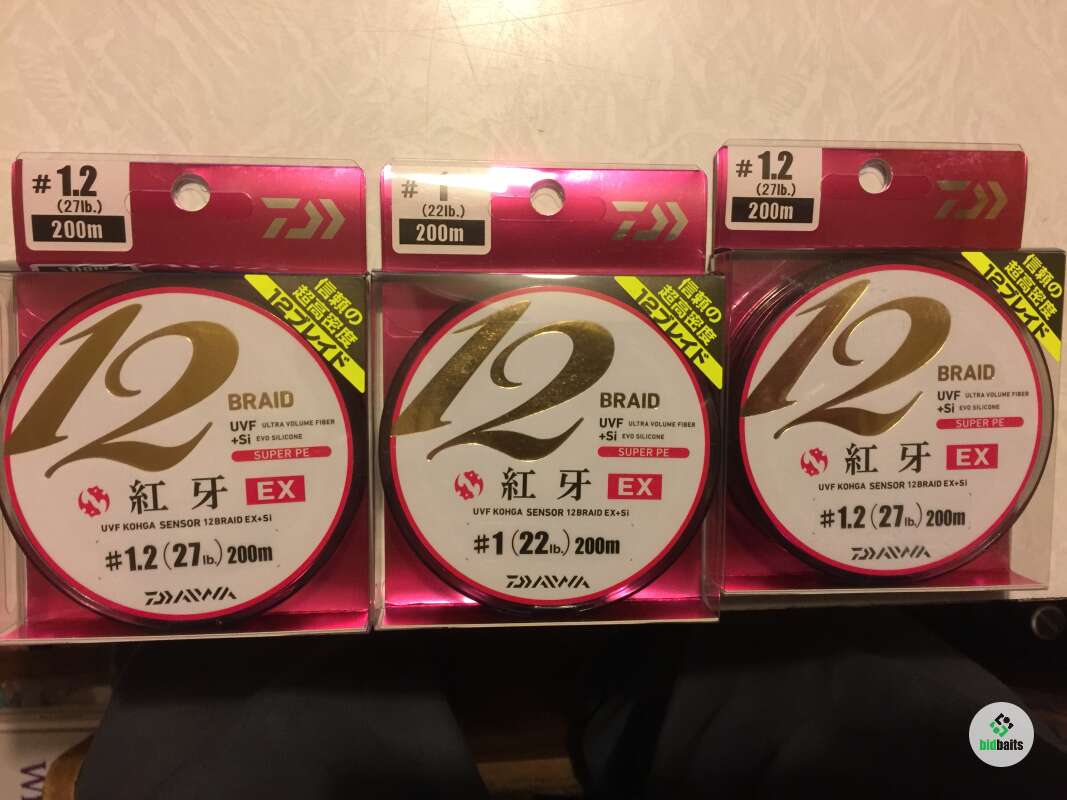 #1.2
(27lb.)
200m
信頼の
超高密度
12ブレイド
12
BRAID
UVF ULTRA VOLUME FIBER
+Si EVO SILICONE
SUPER PE
紅牙 EX
UVF KOHGA SENSOR 12BRAID EX+Si
#1.2(27lb.)200m
DAIWA
#1
(22lb.)
200m
信頼の
超高密度
12ブレイド
12
BRAID
UVF ULTRA VOLUME FIBER
+Si EVO SILICONE
SUPER PE
紅牙 EX
UVF KOHGA SENSOR 12BRAID EX+Si
#1(22lb.)200m
DAIWA
#1.2
(27lb.)
200m
信頼の
超高密度
12ブレイド
12
BRAID
UVF ULTRA VOLUME FIBER
+Si EVO SILICONE
SUPER PE
紅牙 EX
UVF KOHGA SENSOR 12BRAID EX+Si
#1.2(27lb.)200m
DAIWA
bidbaits